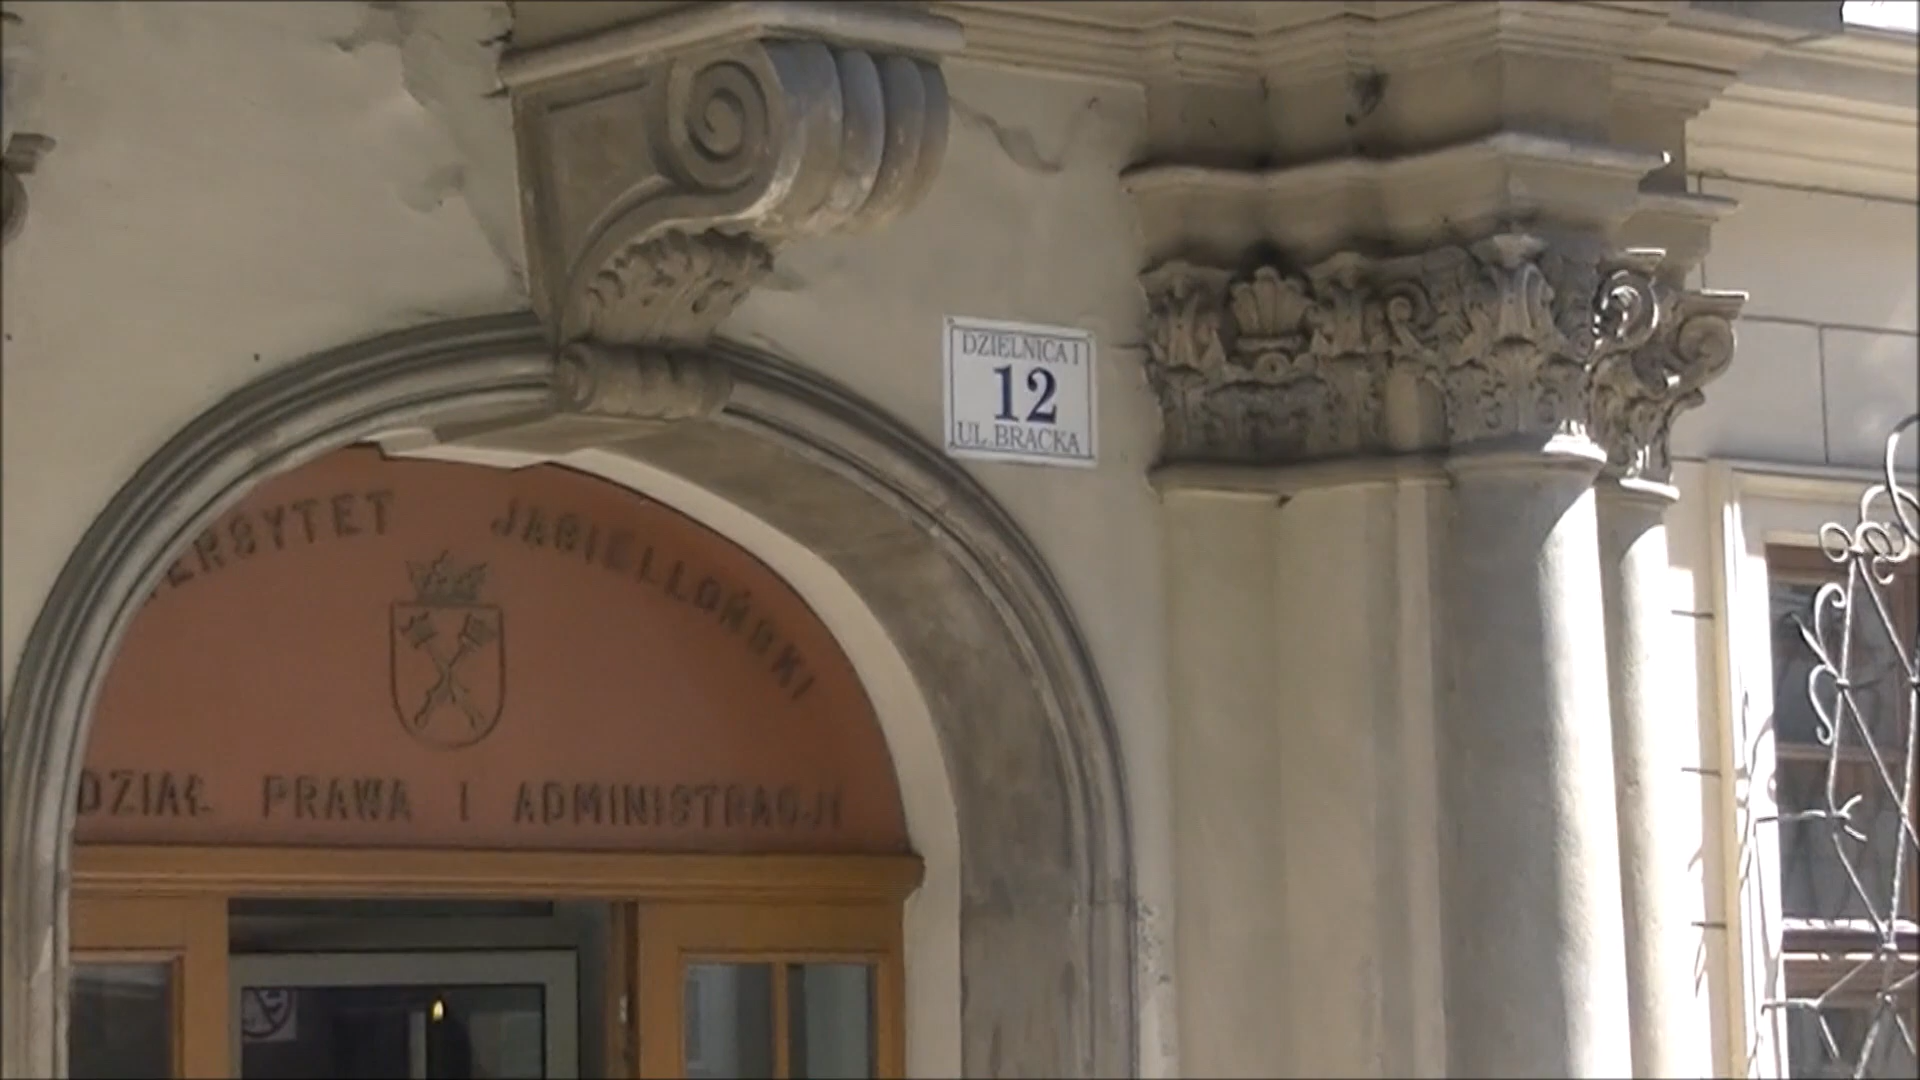 DZIELNICA I
12
UL. BRACKA
ERSYTET JAGIELLOŃSKI
DZIAŁ PRAWA I ADMINISTRACJI